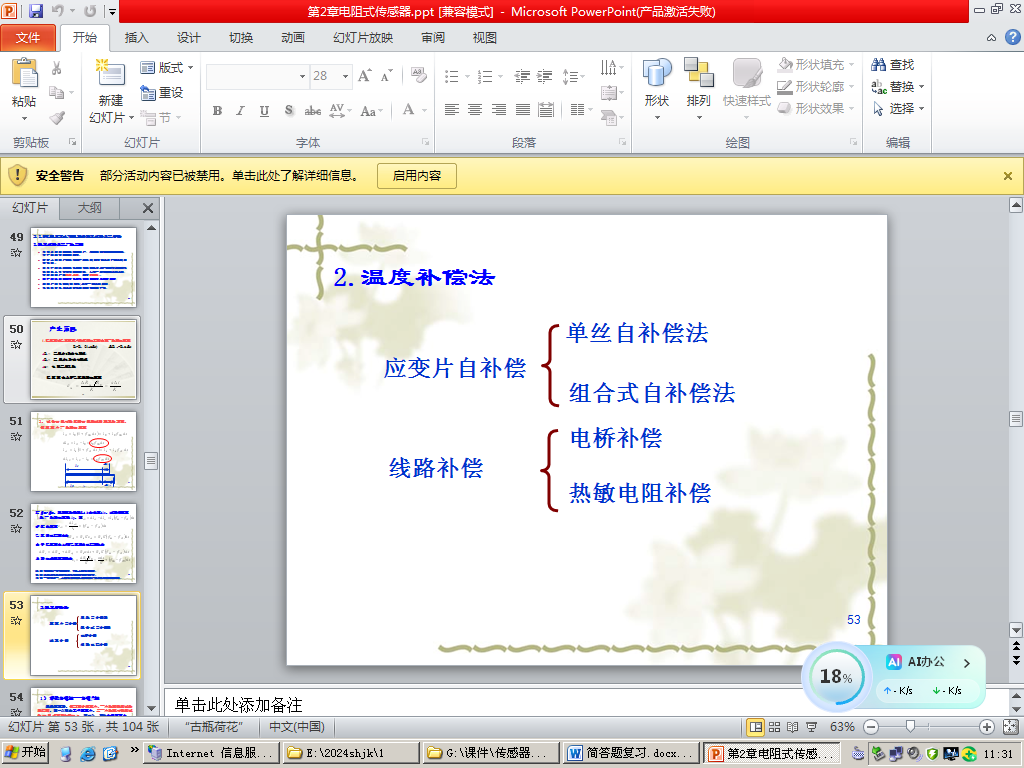 第2章电阻式传感器.ppt [兼容模式] - Microsoft PowerPoint(产品激活失败)
文件 开始 插入 设计 切换 动画 幻灯片放映 审阅 视图
粘贴 新建 幻灯片 版式 重设 节
28
B I U S abc AV Aa A
形状 排列 快速样式 形状填充 形状轮廓 形状效果
查找 替换 选择
剪贴板 幻灯片 字体 段落 绘图 编辑
安全警告 部分活动内容已被禁用。单击此处了解详细信息。 启用内容
幻灯片 大纲
49
50
51
52
53
54
2.温度补偿法
应变片自补偿
单丝自补偿法
组合式自补偿法
线路补偿
电桥补偿
热敏电阻补偿
53
18%
AI AI办公
- K/s - K/s
单击此处添加备注
幻灯片 第 53 张，共 104 张 “古瓶荷花” 中文(中国) 63%
开始 Internet 信息服... E:\2024shjk\1 G:\课件\传感器... 简答题复习.docx... 第2章电阻式传感... 11:31